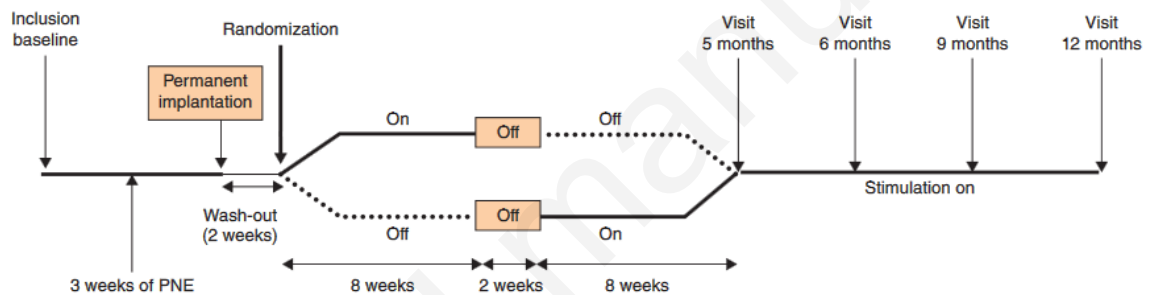 Inclusion
baseline
Randomization
Permanent
implantation
Visit
5 months
Visit
6 months
Visit
9 months
Visit
12 months
On
Off
Off
Wash-out
(2 weeks)
Off
Off
On
Stimulation on
3 weeks of PNE
8 weeks
2 weeks
8 weeks